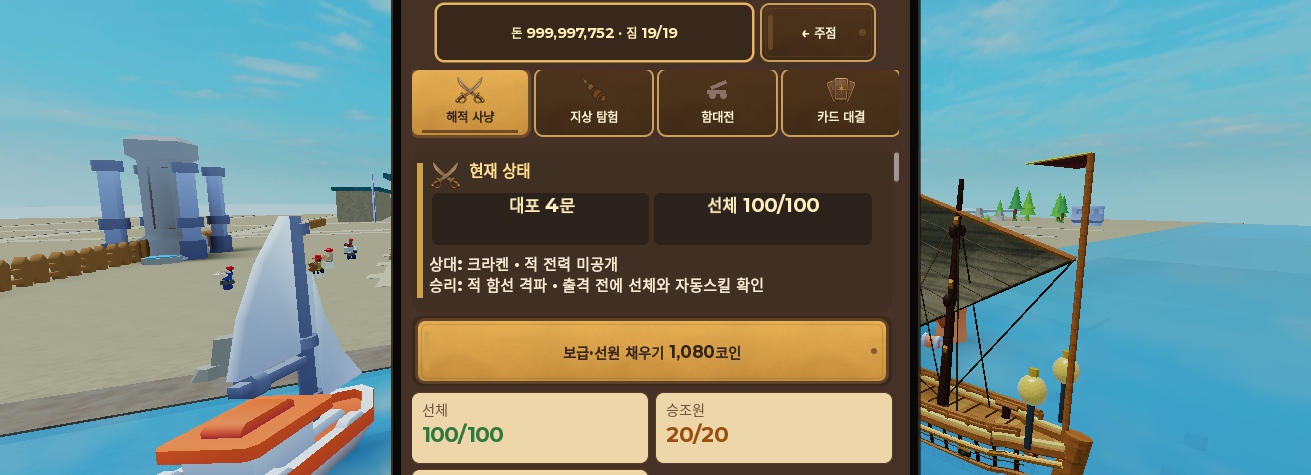 돈 999,997,752 · 짐 19/19
← 주점
해적 사냥
지상 탐험
함대전
카드 대결
현재 상태
대포 4문
선체 100/100
상대: 크라켄 • 적 전력 미공개
승리: 적 함선 격파 • 출격 전에 선체와 자동스킬 확인
보급·선원 채우기 1,080코인
선체
100/100
승조원
20/20